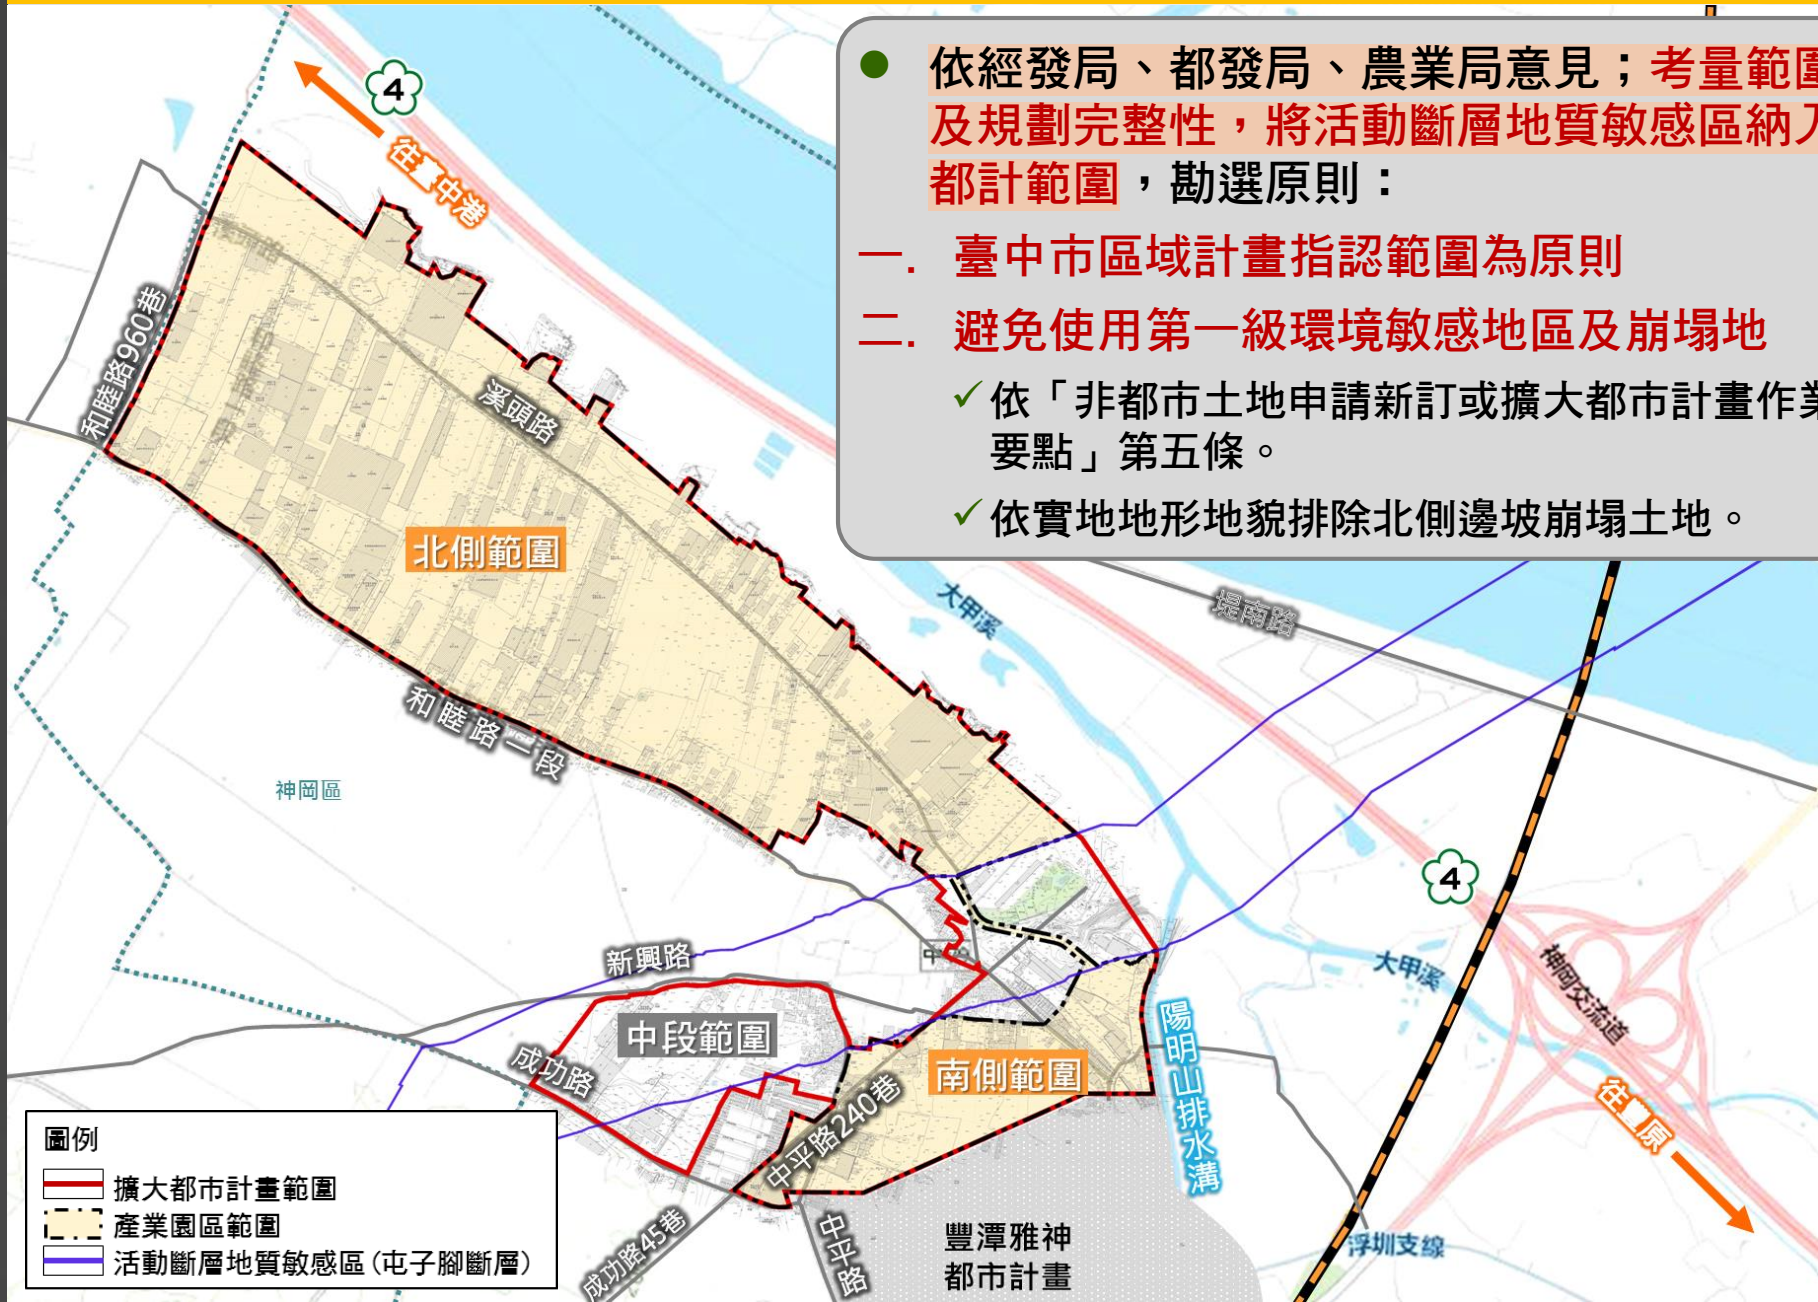 依經發局、都發局、農業局意見；考量範圍
及規劃完整性，將活動斷層地質敏感區納入
都計範圍，勘選原則：
一. 臺中市區域計畫指認範圍為原則
二. 避免使用第一級環境敏感地區及崩塌地
✓依「非都市土地申請新訂或擴大都市計畫作業
要點」第五條。
✓依實地地形地貌排除北側邊坡崩塌土地。
4
往臺中港
和睦路960巷
溪頭路
北側範圍
大甲溪
堤南路
和睦路一段
神岡區
4
新興路
大甲溪
神岡交流道
中段範圍
成功路
南側範圍
陽明山排水溝
中平路240巷
往豐原
成功路45巷
中平路
豐潭雅神
都市計畫
浮圳支線
圖例
擴大都市計畫範圍
產業園區範圍
活動斷層地質敏感區(屯子腳斷層)